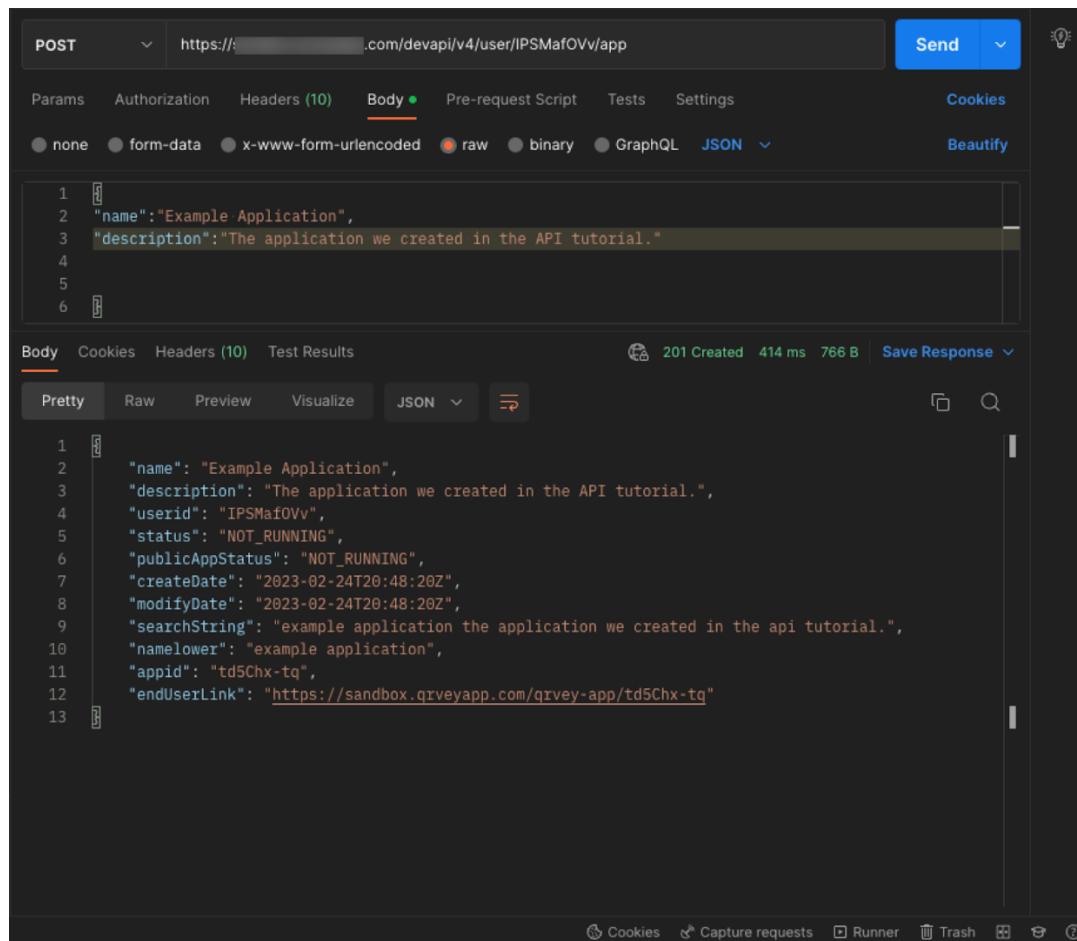 POST https://s .com/devapi/v4/user/IPSMafOVv/app Send
Params Authorization Headers (10) Body Pre-request Script Tests Settings Cookies
none form-data x-www-form-urlencoded raw binary GraphQL JSON Beautify
1 {
2 "name":"Example Application",
3 "description":"The application we created in the API tutorial."
4
5
6 }
Body Cookies Headers (10) Test Results 201 Created 414 ms 766 B Save Response
Pretty Raw Preview Visualize JSON
1 {
2 "name": "Example Application",
3 "description": "The application we created in the API tutorial.",
4 "userid": "IPSMafOVv",
5 "status": "NOT_RUNNING",
6 "publicAppStatus": "NOT_RUNNING",
7 "createDate": "2023-02-24T20:48:20Z",
8 "modifyDate": "2023-02-24T20:48:20Z",
9 "searchString": "example application the application we created in the api tutorial.",
10 "namelower": "example application",
11 "appid": "td5Chx-tq",
12 "endUserLink": "https://sandbox.qrveyapp.com/qrvey-app/td5Chx-tq"
13 }
Cookies Capture requests Runner Trash